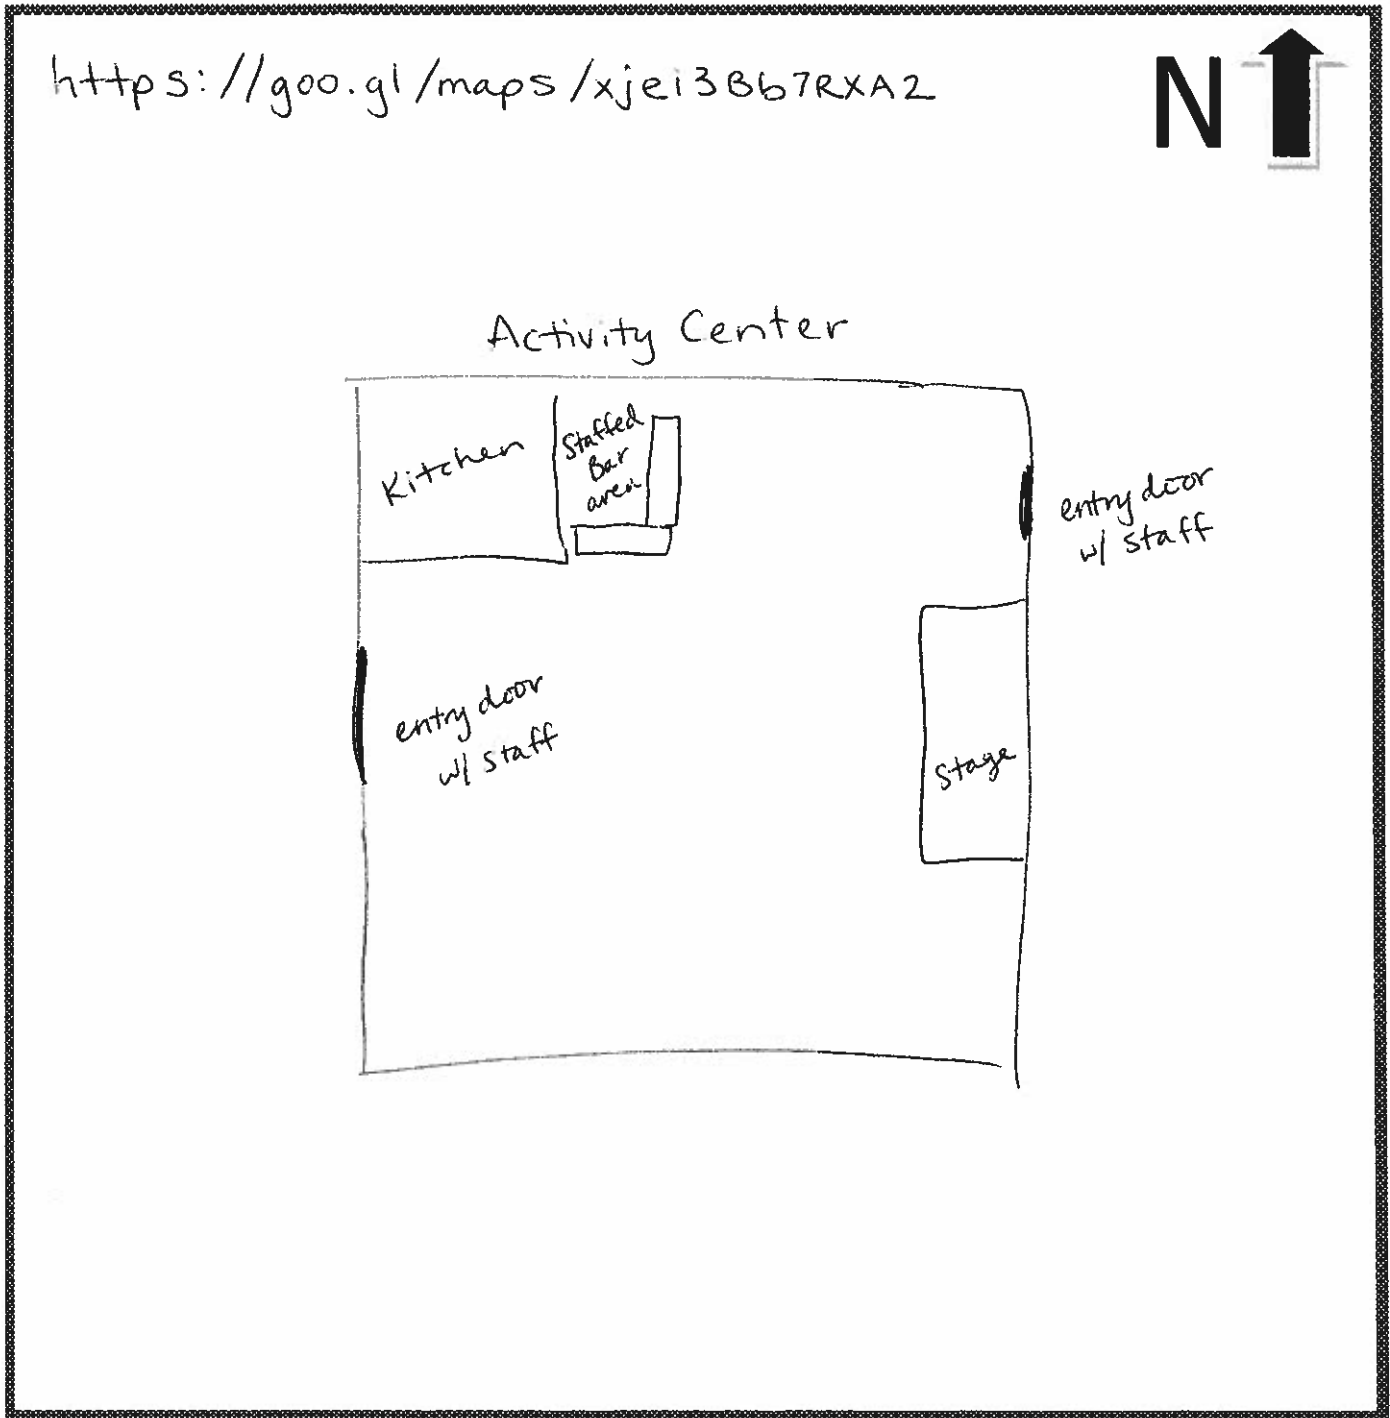 https://goo.gl/maps/xjei3Bb7RXA2
N
Activity Center
Kitchen
Staffed
Bar
area
entry door
w/ staff
entry door
w/ staff
Stage